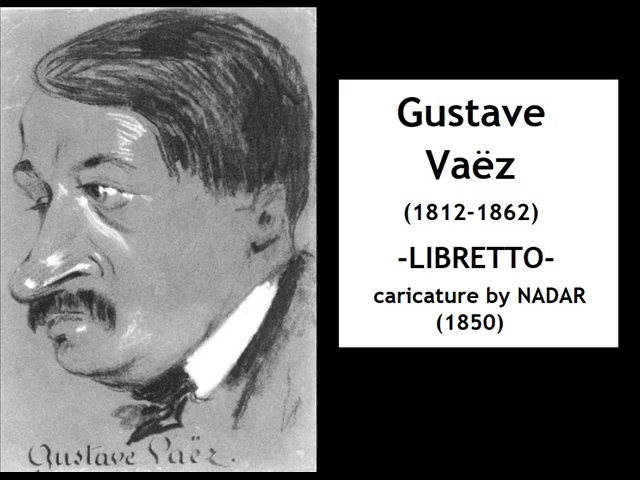 Gustave
Vaëz
(1812-1862)
-LIBRETTO-
caricature by NADAR
(1850)
Gustave Vaëz.